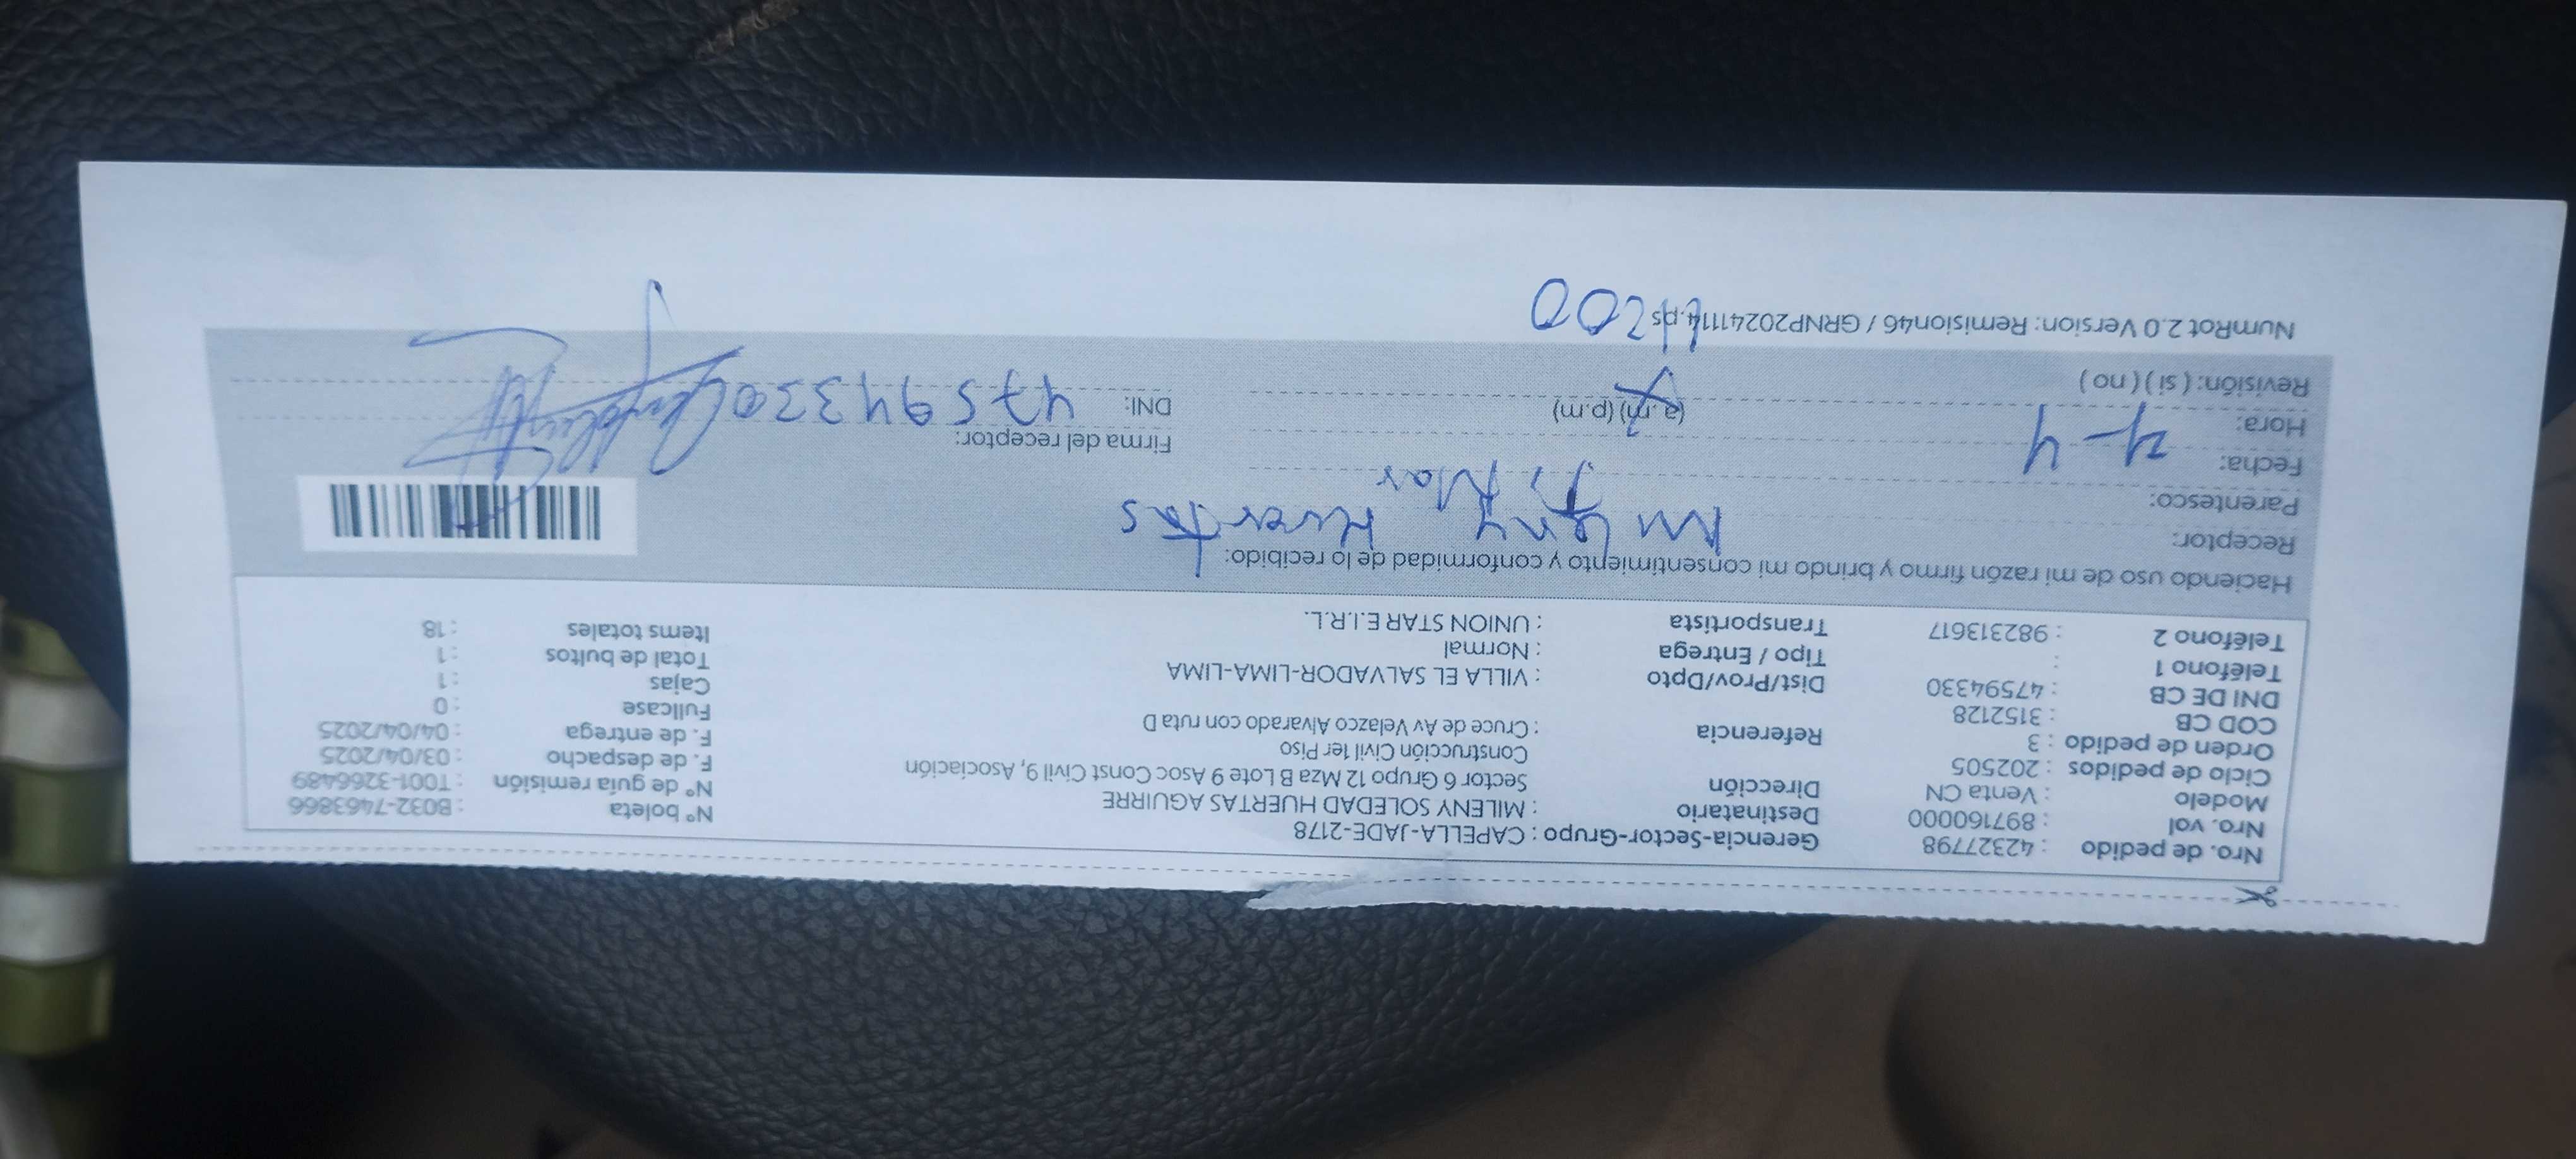 Nro. de pedido : 42327798 Gerencia-Sector-Grupo : CAPELLA-JADE-2178 N° boleta : B032-7463866
Nro. vol : 897160000 Destinatario : MILENY SOLEDAD HUERTAS AGUIRRE N° de guía remisión : T001-3266489
Modelo : Venta CN Dirección Sector 6 Grupo 12 Mza B Lote 9 Asoc Const Civil 9, Asociación F. de despacho : 03/04/2025
Ciclo de pedidos : 202505 Construcción Civil 1er Piso F. de entrega : 04/04/2025
Orden de pedido : 3 Referencia : Cruce de Av Velazco Alvarado con ruta D Fullcase : 0
COD CB : 3152128 Dist/Prov/Dpto : VILLA EL SALVADOR-LIMA-LIMA Cajas : 1
DNI DE CB : 47594330 Tipo / Entrega : Normal Total de bultos : 1
Teléfono 1 : Transportista : UNION STAR E.I.R.L. Items totales : 18
Teléfono 2 : 982313617
Haciendo uso de mi razón firmo y brindo mi consentimiento y conformidad de lo recibido:
Receptor: Huertas
Parentesco:
Fecha: 4-4 Firma del receptor:
Hora: (a.m) (p.m) DNI: 47594330
Revisión: ( si ) ( no )
NumRot 2.0 Version: Remision46 / GRNP20241114.ps